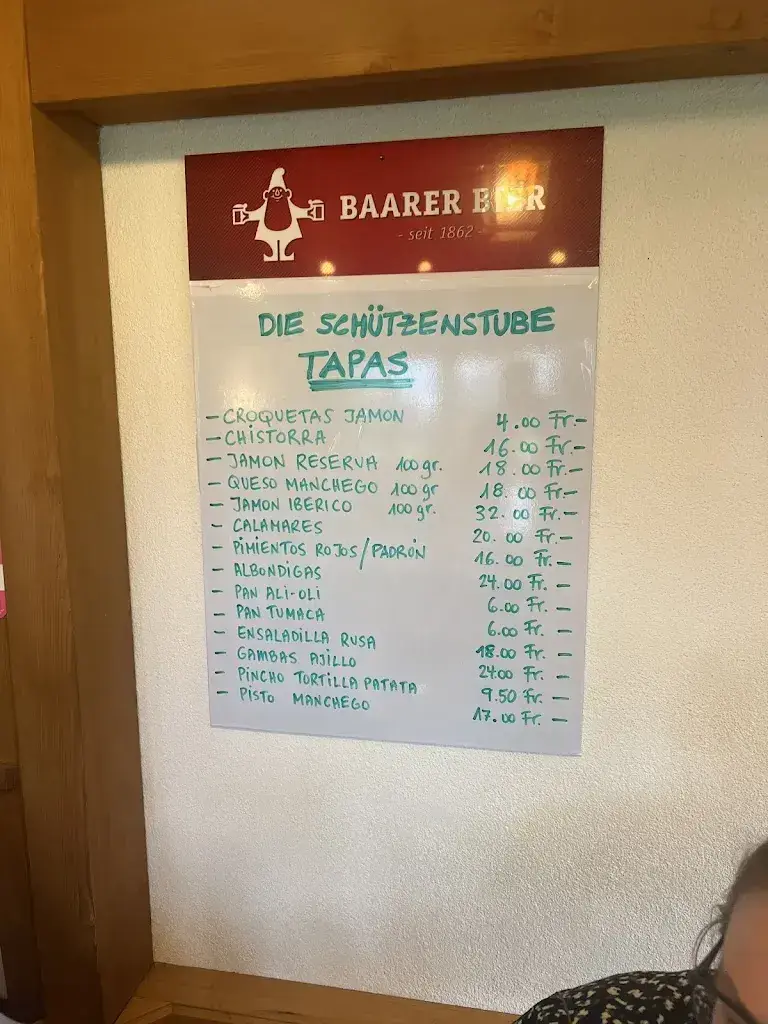 BAARER BIER
- seit 1862 -
DIE SCHÜTZENSTUBE
TAPAS
- CROQUETAS JAMON 4.00 Fr.-
- CHISTORRA 16.00 Fr.-
- JAMON RESERVA 100 gr. 18.00 Fr.-
- QUESO MANCHEGO 100 gr 18.00 Fr-
- JAMON IBERICO 100 gr. 32.00 Fr.-
- CALAMARES 20.00 Fr.-
- PIMIENTOS ROJOS/PADRÓN 16.00 Fr.-
- ALBONDIGAS 24.00 Fr. -
- PAN ALI-OLI 6.00 Fr. -
- PAN TUMACA 6.00 Fr. -
- ENSALADILLA RUSA 18.00 Fr. -
- GAMBAS AJILLO 2400 Fr. -
- PINCHO TORTILLA PATATA 9.50 Fr. -
- PISTO MANCHEGO 17.00 Fr. -